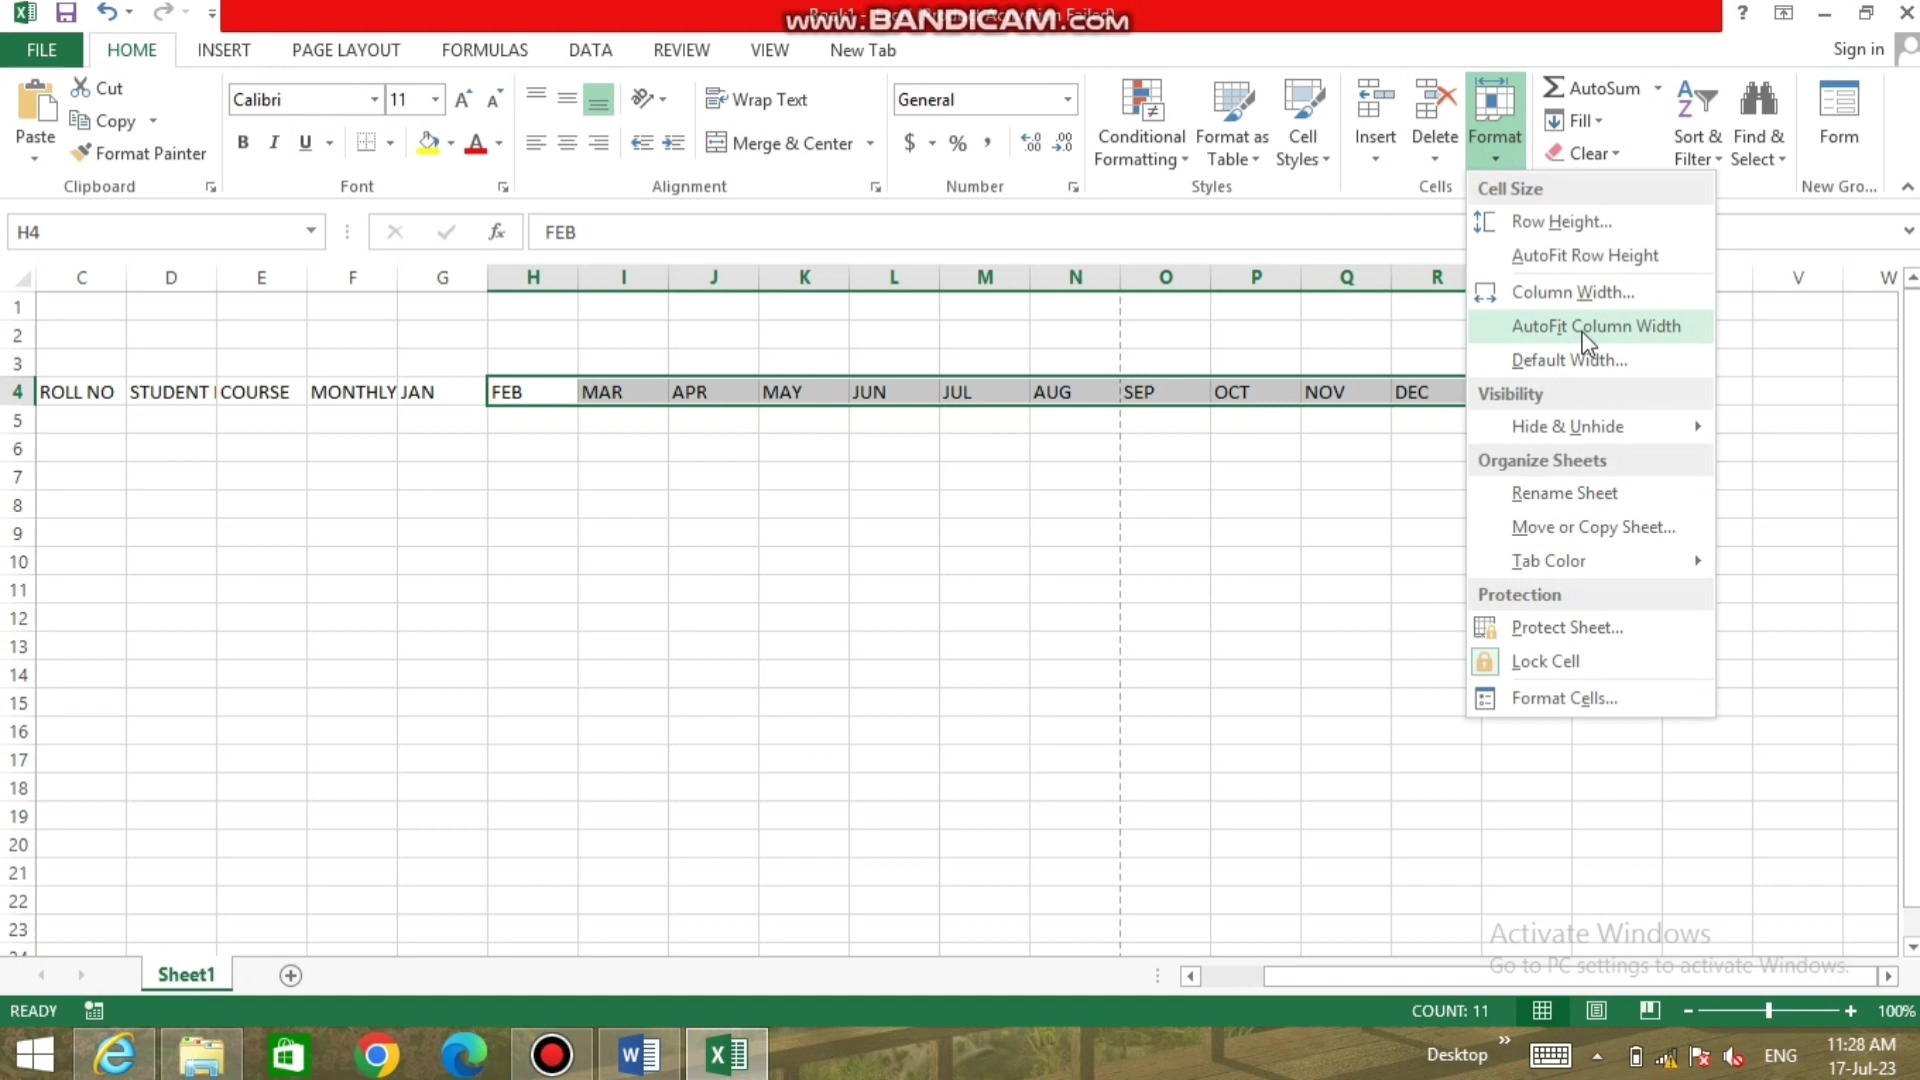 www.BANDICAM.com
?
FILE HOME INSERT PAGE LAYOUT FORMULAS DATA REVIEW VIEW New Tab Sign in
Paste
Cut
Copy
Format Painter
Clipboard
Calibri 11
B I U
Font
Wrap Text
Merge & Center
Alignment
General
$ % ,
Number
Conditional Formatting
Format as Table
Cell Styles
Styles
Insert Delete Format
Cells
AutoSum
Fill
Clear
Sort & Filter
Find & Select
Form
New Gro...
H4 fx FEB
C D E F G H I J K L M N O P Q R V W
1
2
3
4 ROLL NO STUDENT COURSE MONTHLY JAN FEB MAR APR MAY JUN JUL AUG SEP OCT NOV DEC
5
6
7
8
9
10
11
12
13
14
15
16
17
18
19
20
21
22
23
Cell Size
Row Height...
AutoFit Row Height
Column Width...
AutoFit Column Width
Default Width...
Visibility
Hide & Unhide
Organize Sheets
Rename Sheet
Move or Copy Sheet...
Tab Color
Protection
Protect Sheet...
Lock Cell
Format Cells...
Activate Windows
Go to PC settings to activate Windows.
Sheet1
READY COUNT: 11 100%
Desktop ENG 11:28 AM
17-Jul-23